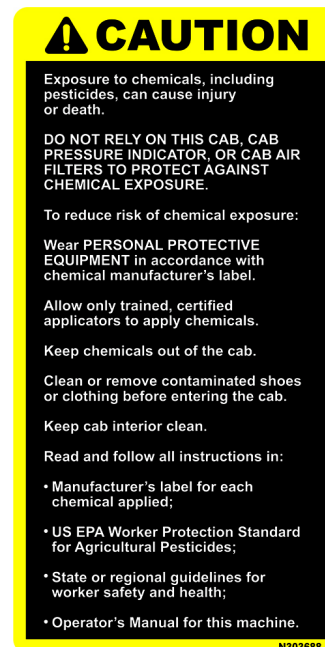 CAUTION
Exposure to chemicals, including
pesticides, can cause injury
or death.
DO NOT RELY ON THIS CAB, CAB
PRESSURE INDICATOR, OR CAB AIR
FILTERS TO PROTECT AGAINST
CHEMICAL EXPOSURE.
To reduce risk of chemical exposure:
Wear PERSONAL PROTECTIVE
EQUIPMENT in accordance with
chemical manufacturer’s label.
Allow only trained, certified
applicators to apply chemicals.
Keep chemicals out of the cab.
Clean or remove contaminated shoes
or clothing before entering the cab.
Keep cab interior clean.
Read and follow all instructions in:
• Manufacturer’s label for each
chemical applied;
• US EPA Worker Protection Standard
for Agricultural Pesticides;
• State or regional guidelines for
worker safety and health;
• Operator’s Manual for this machine.
N303688